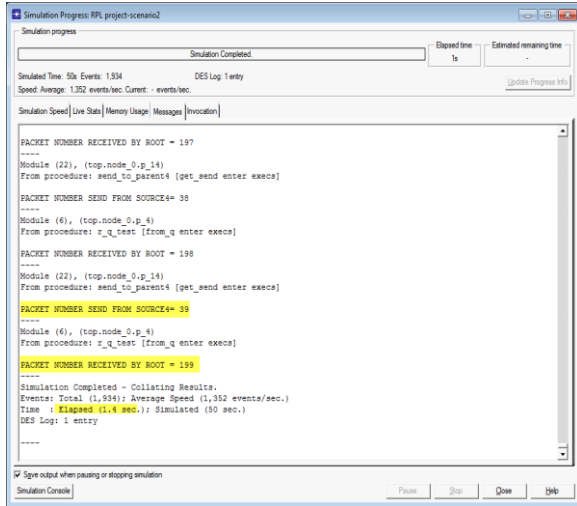 Simulation Progress: RPL project-scenario2
Simulation progress
Simulation Completed.
Elapsed time
1s
Estimated remaining time
-
Simulated Time: 50s Events: 1,934 DES Log: 1 entry
Speed: Average: 1,352 events/sec. Current: - events/sec.
Update Progress Info
Simulation Speed Live Stats Memory Usage Messages Invocation
PACKET NUMBER RECEIVED BY ROOT = 197
----
Module (22), (top.node_0.p_14)
From procedure: send_to_parent4 [get_send enter execs]
PACKET NUMBER SEND FROM SOURCE4= 38
----
Module (6), (top.node_0.p_4)
From procedure: r_q_test [from_q enter execs]
PACKET NUMBER RECEIVED BY ROOT = 198
----
Module (22), (top.node_0.p_14)
From procedure: send_to_parent4 [get_send enter execs]
PACKET NUMBER SEND FROM SOURCE4= 39
----
Module (6), (top.node_0.p_4)
From procedure: r_q_test [from_q enter execs]
PACKET NUMBER RECEIVED BY ROOT = 199
----
Simulation Completed - Collating Results.
Events: Total (1,934); Average Speed (1,352 events/sec.)
Time : Elapsed (1.4 sec.); Simulated (50 sec.)
DES Log: 1 entry
----
Save output when pausing or stopping simulation
Simulation Console Pause Stop Close Help